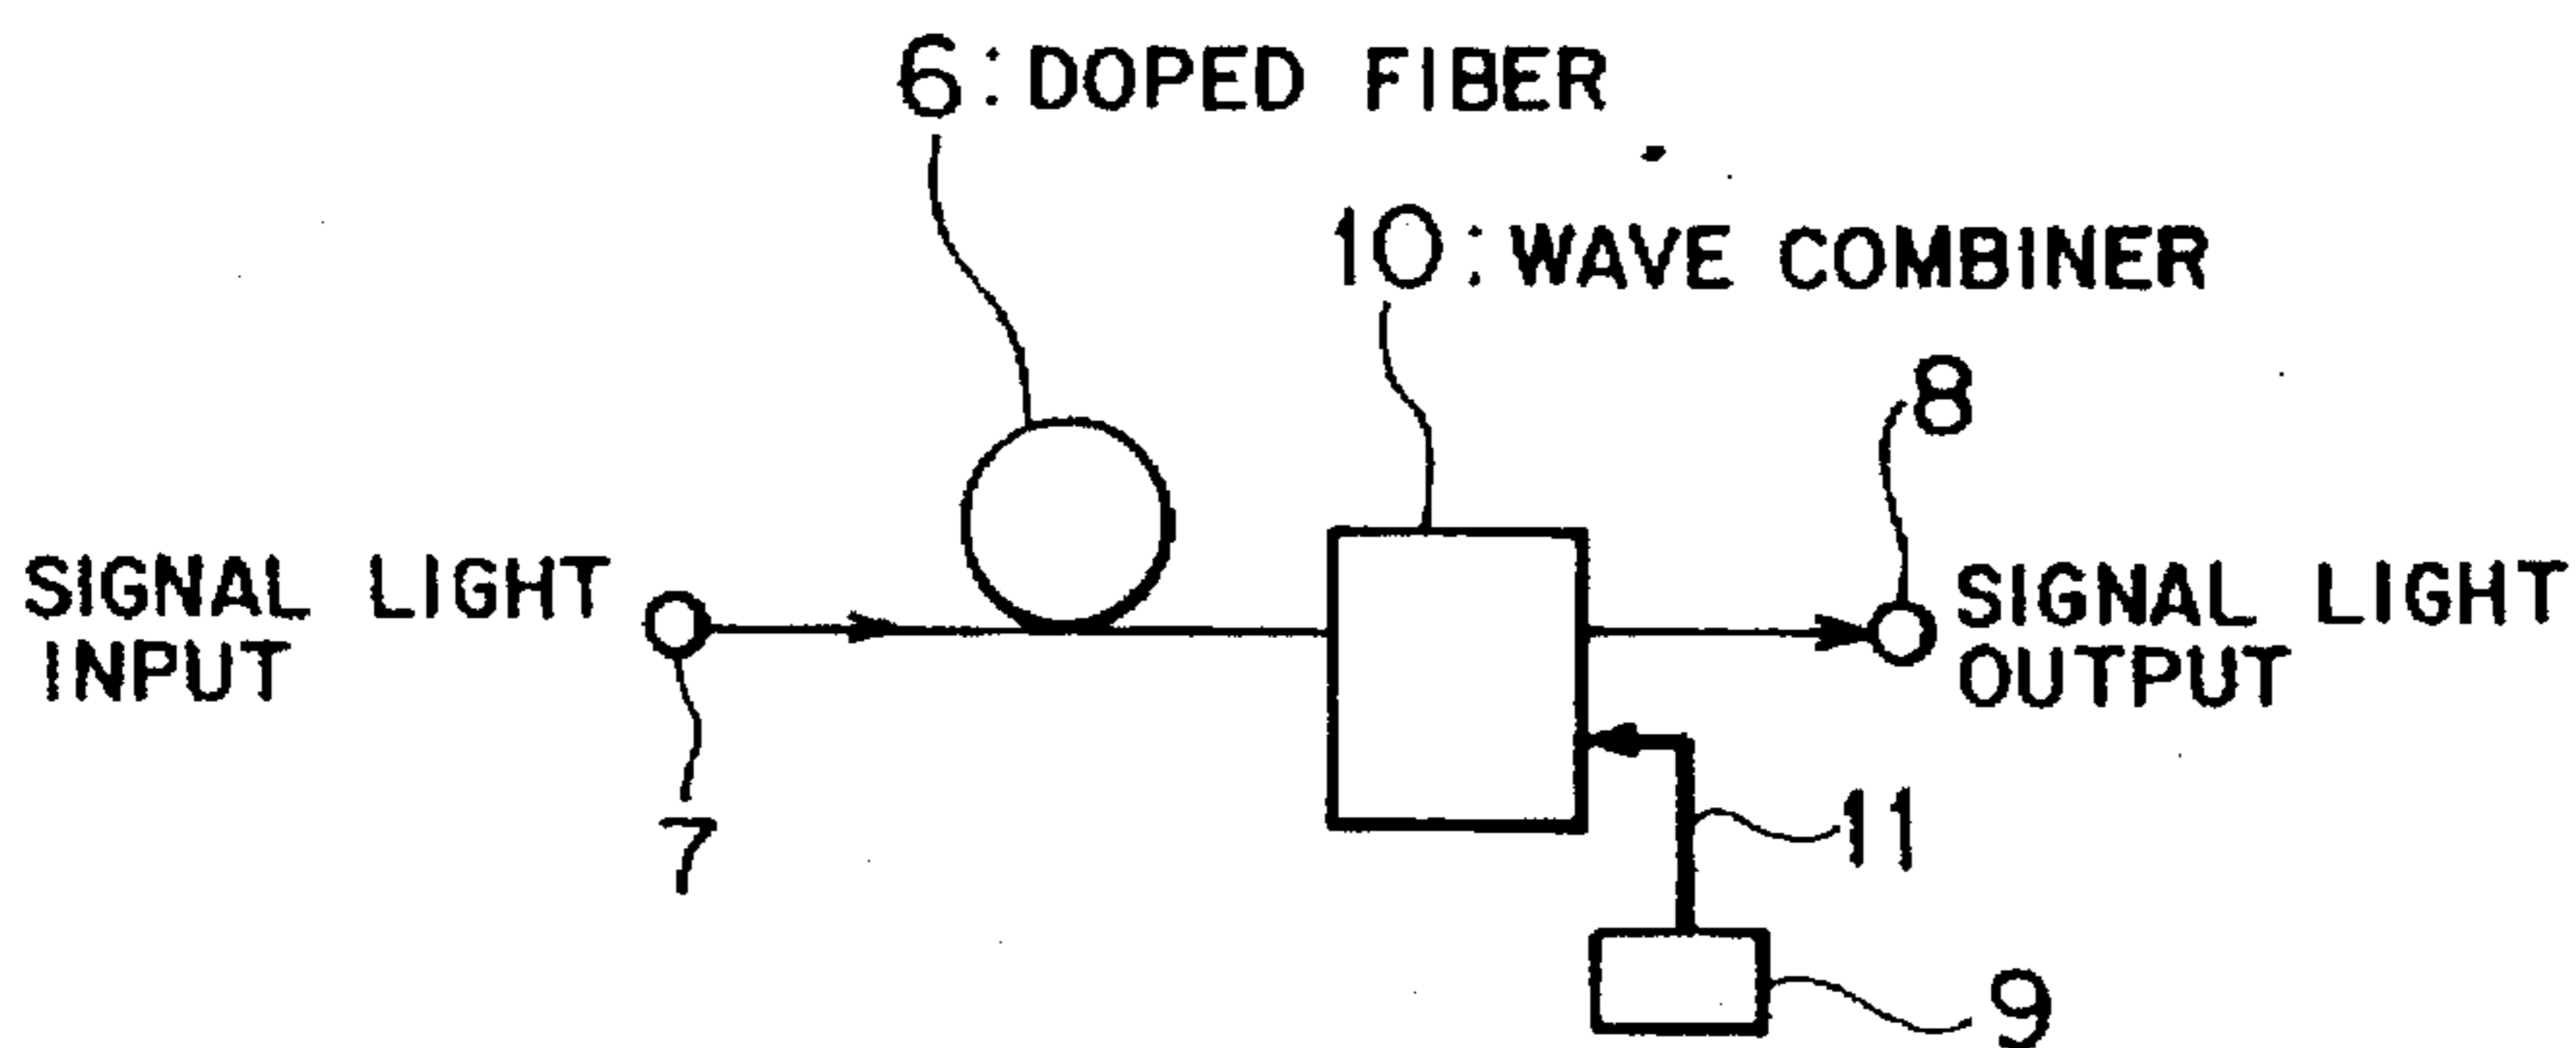 6: DOPED FIBER
10: WAVE COMBINER
8
SIGNAL LIGHT
INPUT
SIGNAL LIGHT
OUTPUT
7
11
9